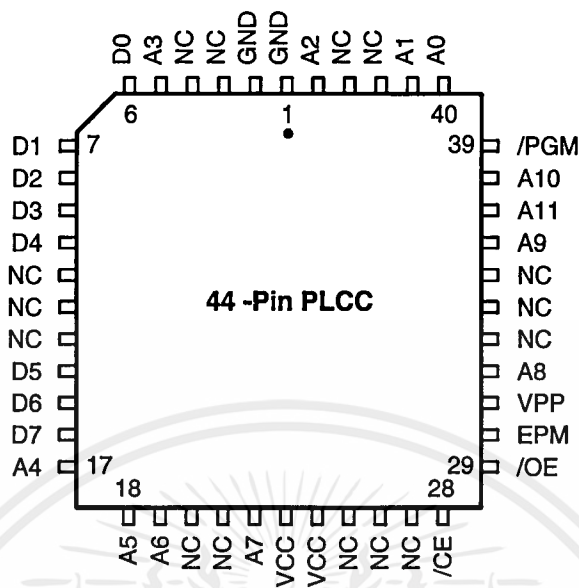 D0 A3 NC NC GND GND A2 NC NC A1 A0
6 1 40
D1 7 39 /PGM
D2 A10
D3 A11
D4 A9
NC NC
NC 44 -Pin PLCC NC
NC NC
D5 A8
D6 VPP
D7 EPM
A4 17 29 /OE
18 28
A5 A6 NC NC A7 VCC VCC NC NC NC /CE